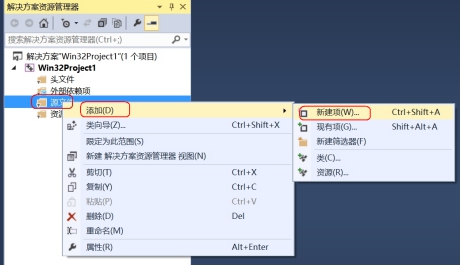 解决方案资源管理器
搜索解决方案资源管理器(Ctrl+;)
解决方案"Win32Project1"(1 个项目)
Win32Project1
头文件
外部依赖项
源文
资源
添加(D)
类向导(Z)... Ctrl+Shift+X
限定为此范围(S)
新建 解决方案资源管理器 视图(N)
剪切(T) Ctrl+X
复制(Y) Ctrl+C
粘贴(P) Ctrl+V
删除(D) Del
重命名(M)
属性(R) Alt+Enter
新建项(W)... Ctrl+Shift+A
现有项(G)... Shift+Alt+A
新建筛选器(F)
类(C)...
资源(R)...